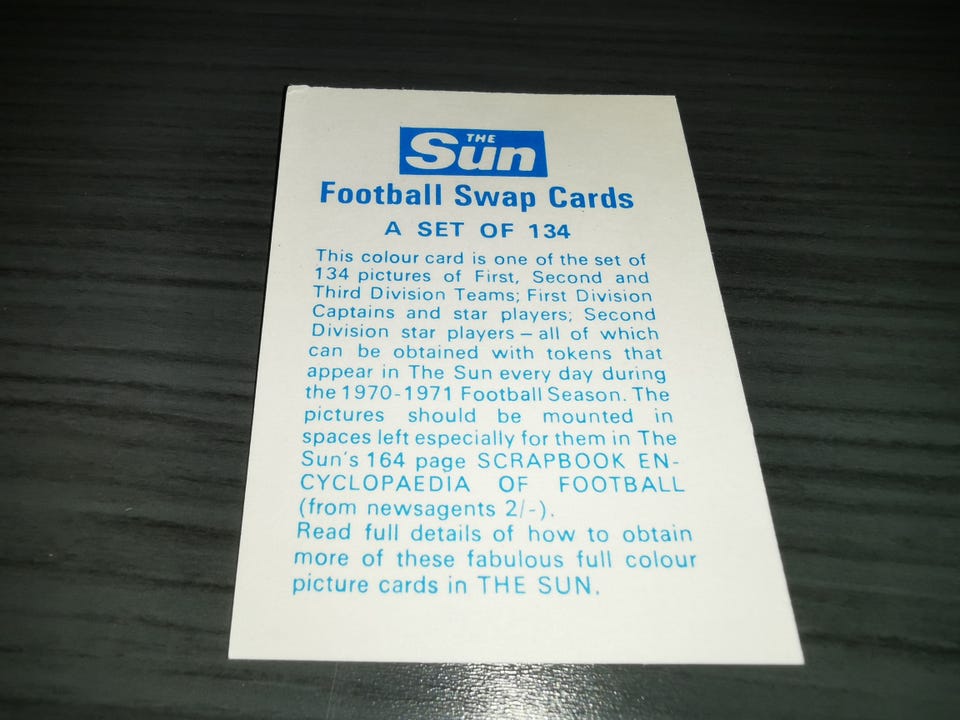 THE
Sun
Football Swap Cards
A SET OF 134
This colour card is one of the set of
134 pictures of First, Second and
Third Division Teams; First Division
Captains and star players; Second
Division star players – all of which
can be obtained with tokens that
appear in The Sun every day during
the 1970-1971 Football Season. The
pictures should be mounted in
spaces left especially for them in The
Sun's 164 page SCRAPBOOK EN-
CYCLOPAEDIA OF FOOTBALL
(from newsagents 2/-).
Read full details of how to obtain
more of these fabulous full colour
picture cards in THE SUN.